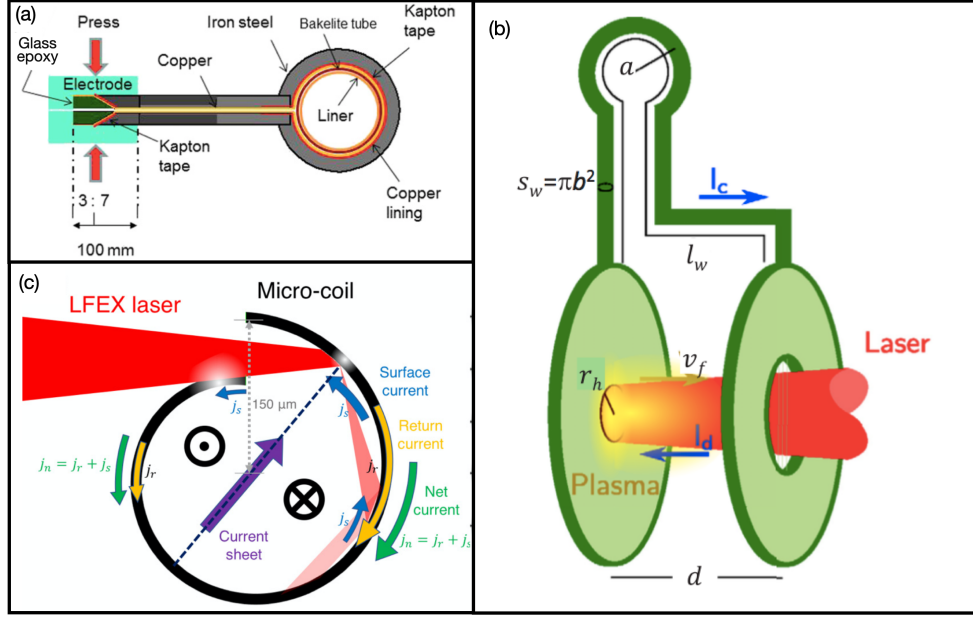 (a)
Press
Glass
epoxy
Electrode
Copper
Iron steel
Bakelite tube
Kapton
tape
Liner
Kapton
tape
Copper
lining
3 : 7
100 mm
(b)
a
s_w=πb²
I_c
l_w
Laser
r_h
v_f
I_d
Plasma
d
(c)
LFEX laser
Micro-coil
150 μm
j_s
Surface
current
j_s
Return
current
j_r
j_n = j_r + j_s
j_r
j_s
Net
current
j_n = j_r + j_s
Current
sheet